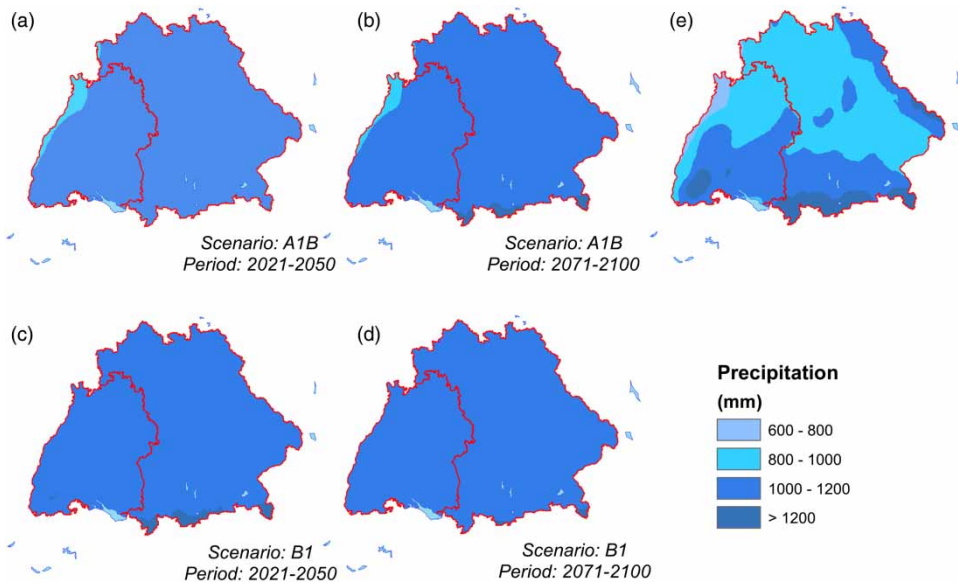 (a)
(b)
(e)
Scenario: A1B
Period: 2021-2050
Scenario: A1B
Period: 2071-2100
(c)
(d)
Scenario: B1
Period: 2021-2050
Scenario: B1
Period: 2071-2100
Precipitation
(mm)
600 - 800
800 - 1000
1000 - 1200
> 1200